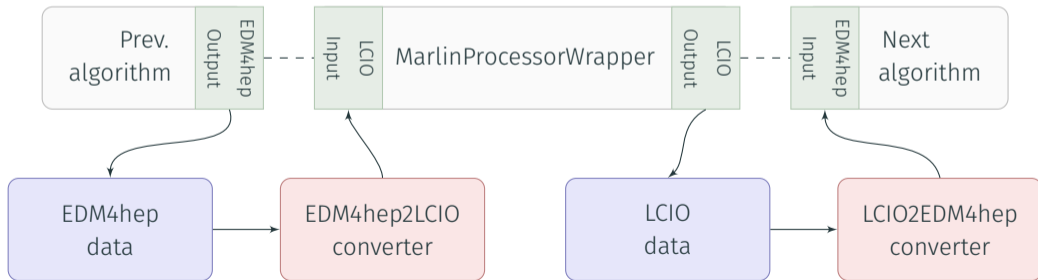 Prev.
algorithm
EDM4hep
Output
LCIO
Input
MarlinProcessorWrapper
LCIO
Output
EDM4hep
Input
Next
algorithm
EDM4hep
data
EDM4hep2LCIO
converter
LCIO
data
LCIO2EDM4hep
converter